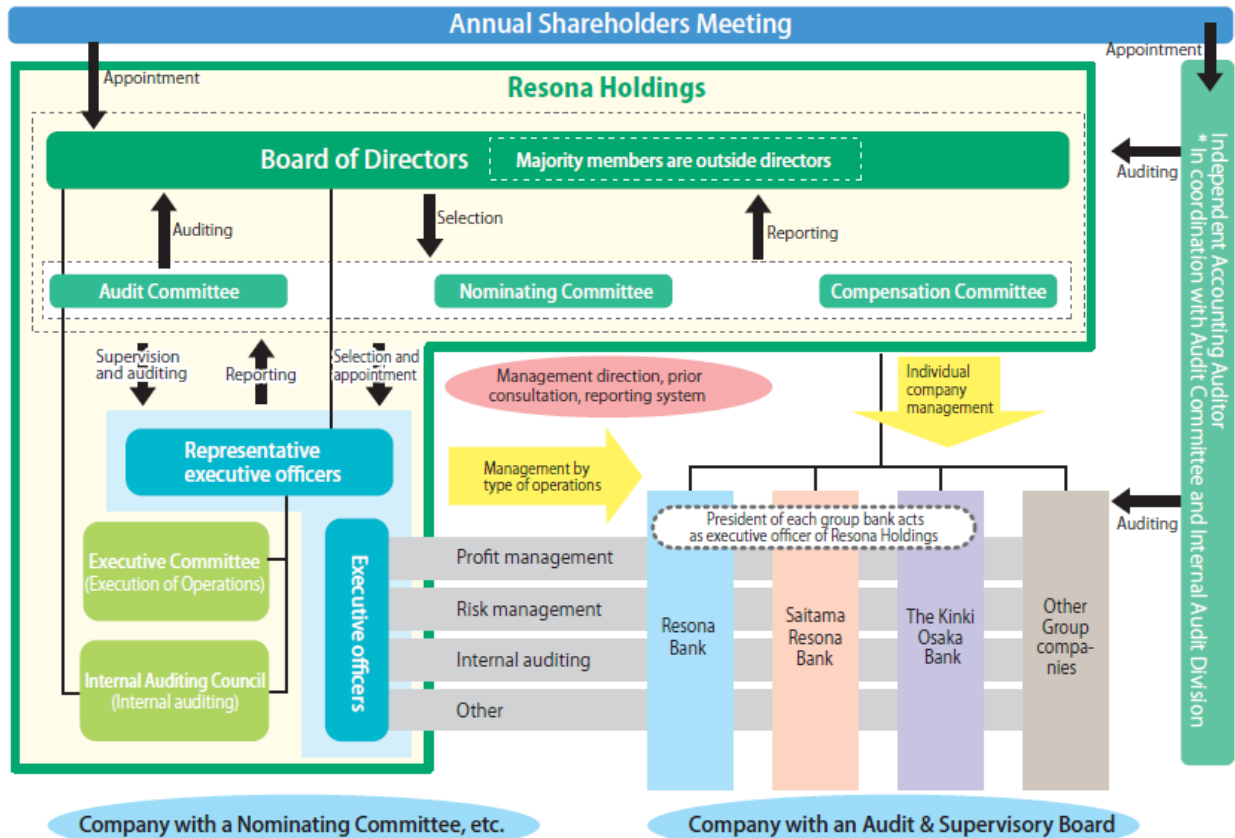 Annual Shareholders Meeting
Appointment
Appointment
Resona Holdings
Board of Directors
Majority members are outside directors
Auditing
Auditing
Selection
Reporting
Audit Committee
Nominating Committee
Compensation Committee
Supervision
and auditing
Reporting
Selection and
appointment
Management direction, prior
consultation, reporting system
Individual
company
management
Representative
executive officers
Management by
type of operations
President of each group bank acts
as executive officer of Resona Holdings
Auditing
Executive Committee
(Execution of Operations)
Internal Auditing Council
(Internal auditing)
Executive officers
Profit management
Risk management
Internal auditing
Other
Resona
Bank
Saitama
Resona
Bank
The Kinki
Osaka
Bank
Other
Group
compa-
nies
Independent Accounting Auditor
* In coordination with Audit Committee and Internal Audit Division
Company with a Nominating Committee, etc.
Company with an Audit & Supervisory Board